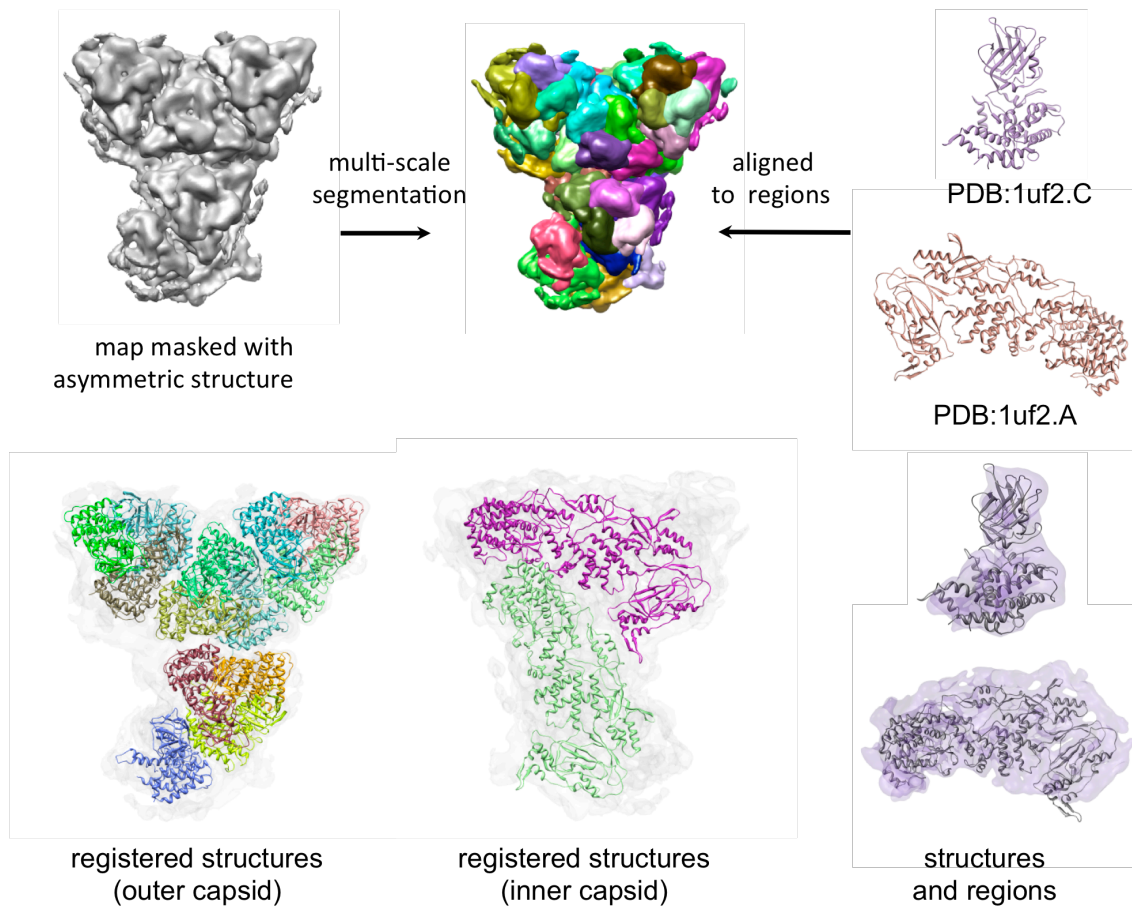 multi-scale
segmentation
aligned
to regions
PDB:1uf2.C
map masked with
asymmetric structure
PDB:1uf2.A
registered structures
(outer capsid)
registered structures
(inner capsid)
structures
and regions